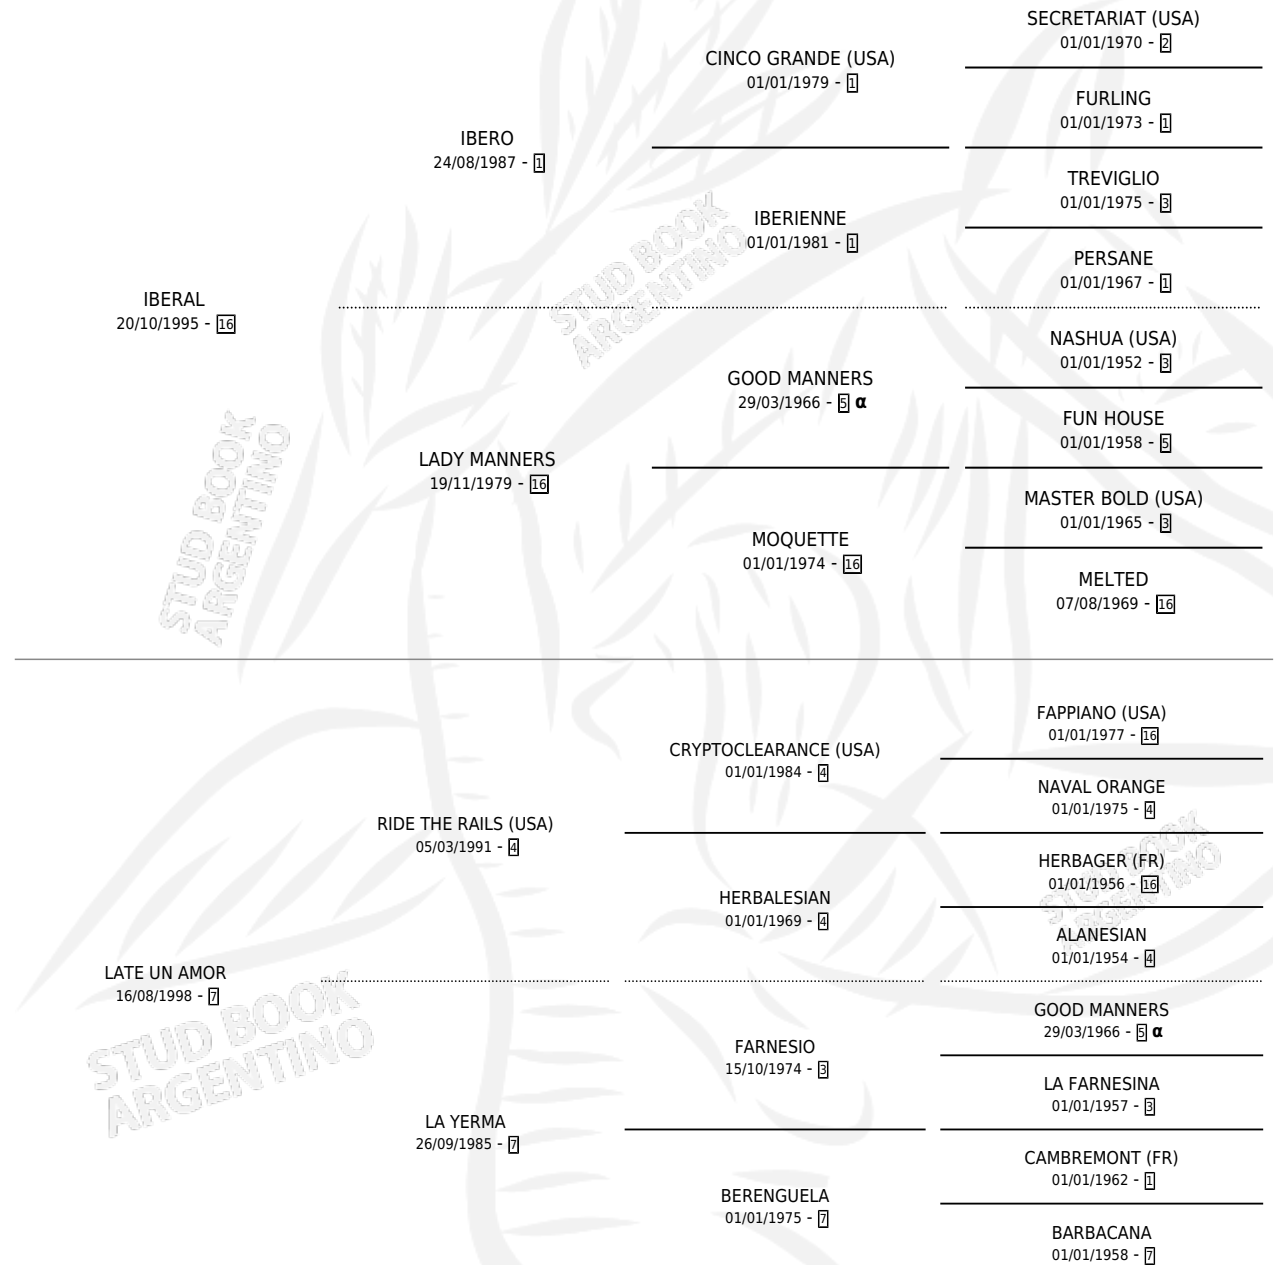 SECRETARIAT (USA)
01/01/1970 - 2
CINCO GRANDE (USA)
01/01/1979 - 1
FURLING
01/01/1973 - 1
IBERO
24/08/1987 - 1
TREVIGLIO
01/01/1975 - 3
IBERIENNE
01/01/1981 - 1
PERSANE
01/01/1967 - 1
IBERAL
20/10/1995 - 16
NASHUA (USA)
01/01/1952 - 3
GOOD MANNERS
29/03/1966 - 5 α
FUN HOUSE
01/01/1958 - 5
LADY MANNERS
19/11/1979 - 16
MASTER BOLD (USA)
01/01/1965 - 3
MOQUETTE
01/01/1974 - 16
MELTED
07/08/1969 - 16
FAPPIANO (USA)
01/01/1977 - 16
CRYPTOCLEARANCE (USA)
01/01/1984 - 4
NAVAL ORANGE
01/01/1975 - 4
RIDE THE RAILS (USA)
05/03/1991 - 4
HERBAGER (FR)
01/01/1956 - 16
HERBALESIAN
01/01/1969 - 4
ALANESIAN
01/01/1954 - 4
LATE UN AMOR
16/08/1998 - 7
GOOD MANNERS
29/03/1966 - 5 α
FARNESIO
15/10/1974 - 3
LA FARNESINA
01/01/1957 - 3
LA YERMA
26/09/1985 - 7
CAMBREMONT (FR)
01/01/1962 - 1
BERENGUELA
01/01/1975 - 7
BARBACANA
01/01/1958 - 7
STUD BOOK
ARGENTINO
STUD BOOK
ARGENTINO
STUD BOOK
ARGENTINO
STUD BOOK
ARGENTINO